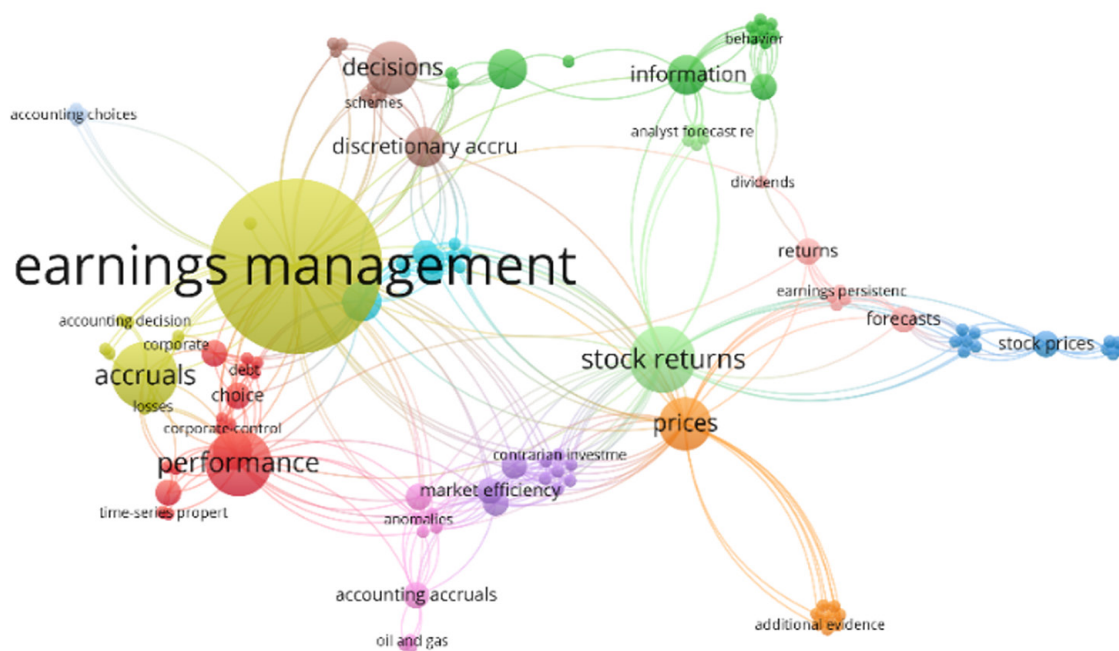 behavior
decisions
information
schemes
accounting choices
analyst forecast re
discretionary accru
dividends
returns
earnings management
earnings persistenc
accounting decision
forecasts
corporate
stock prices
stock returns
debt
accruals
choice
losses
prices
corporate-control
contrarian-investme
performance
market efficiency
time-series propert
anomalies
accounting accruals
additional evidence
oil and gas